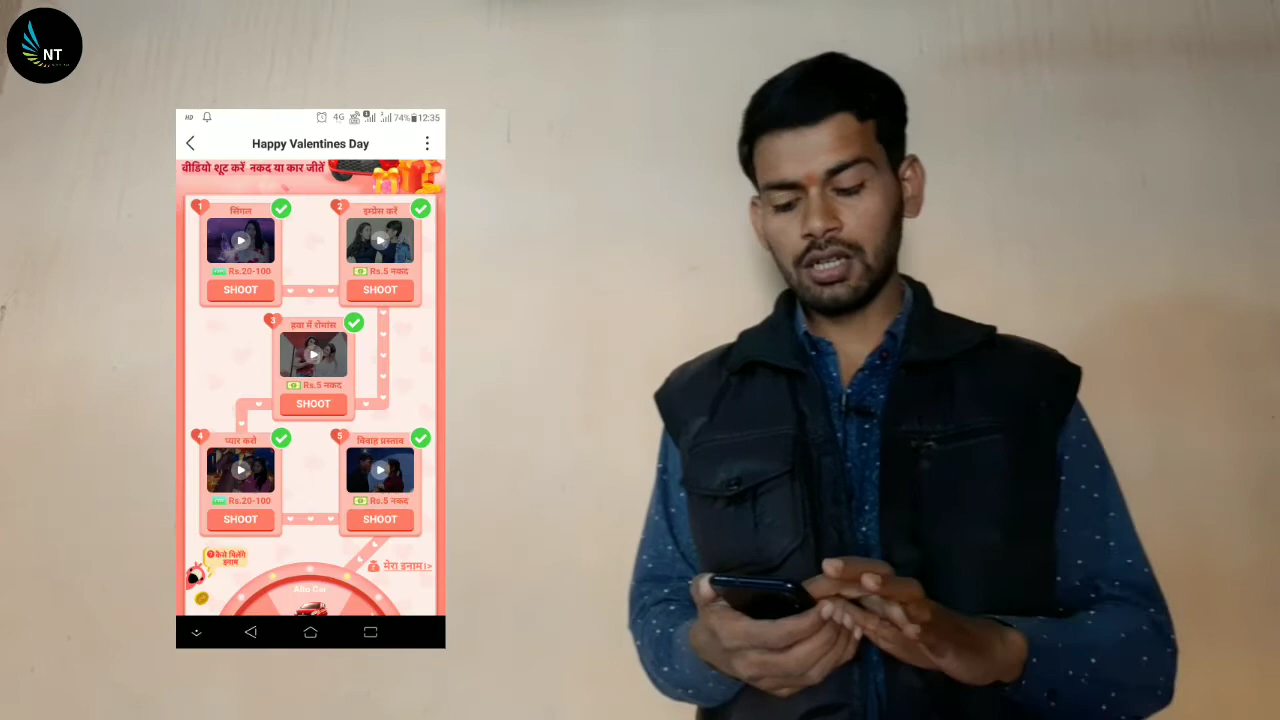 NT
HD 4G 74% 12:35
Happy Valentines Day
वीडियो शूट करें नकद या कार जीतें
1 सिंगल
Rs.20-100
SHOOT
2 इम्प्रेस करें
Rs.5 नकद
SHOOT
3 हवा में रोमांस
Rs.5 नकद
SHOOT
4 प्यार करो
Rs.20-100
SHOOT
5 विवाह प्रस्ताव
Rs.5 नकद
SHOOT
? कैसे मिलेंगे
इनाम
मेरा इनाम।>
Alto Car